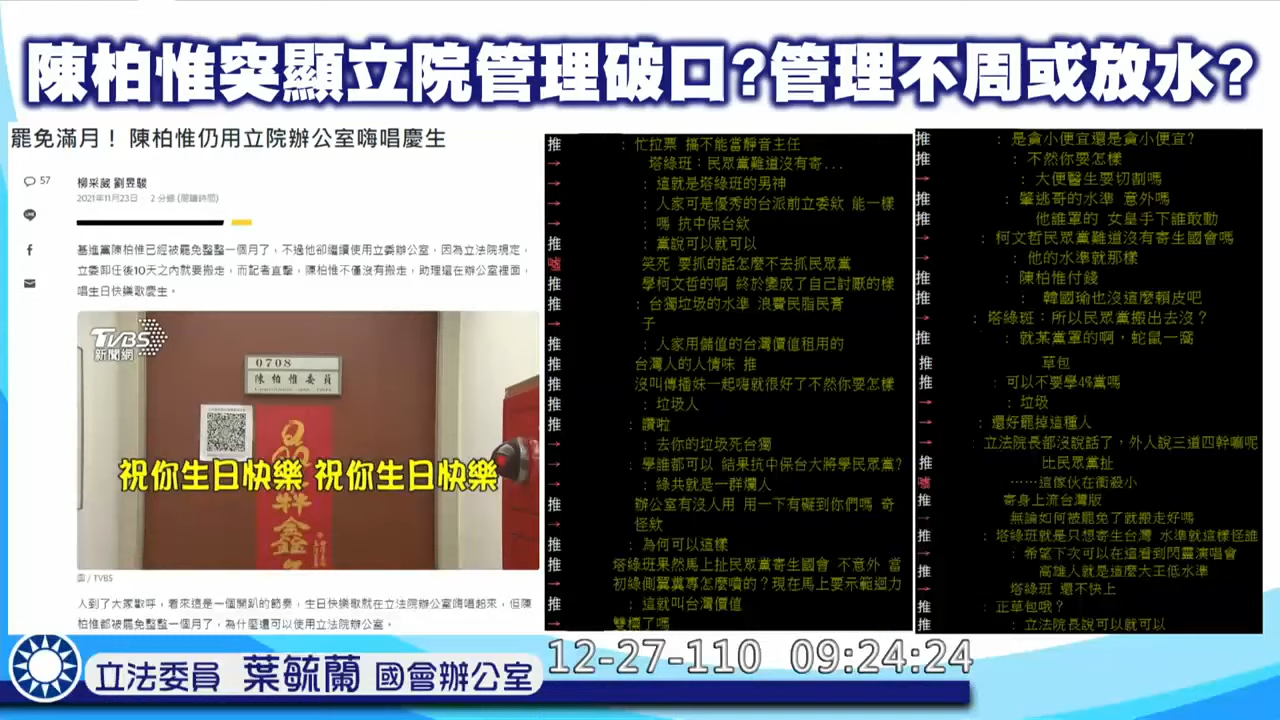 陳柏惟突顯立院管理破口?管理不周或放水?
罷免滿月！ 陳柏惟仍用立院辦公室嗨唱慶生
57
柳采葳 劉昱駿
2021年11月23日 2 分鐘 (閱讀時間)
基進黨陳柏惟已經被罷免整整一個月了，不過他卻繼續使用立委辦公室，因為立法院規定，
立委卸任後10天之內就要搬走，而記者直擊，陳柏惟不僅沒有搬走，助理還在辦公室裡面，
唱生日快樂歌慶生。
TVBS
新聞網
0708
陳柏惟委員
祝你生日快樂 祝你生日快樂
圖 / TVBS
人到了大家歡呼，看來這是一個開趴的節奏，生日快樂歌就在立法院辦公室嗨唱起來，但陳
柏惟都被罷免整整一個月了，為什麼還可以使用立法院辦公室。
推 : 忙拉票 搞不能當靜音主任
→ 塔綠班：民眾黨難道沒有寄...
→ : 這就是塔綠班的男神
→ : 人家可是優秀的台派前立委欸 能一樣
→ : 嗎 抗中保台欸
推 : 黨說可以就可以
噓 笑死 要抓的話怎麼不去抓民眾黨
推 學柯文哲的啊 終於變成了自己討厭的樣
推 : 台獨垃圾的水準 浪費民脂民膏
→ 子
推 : 人家用儲值的台灣價值租用的
推 台灣人的人情味 推
推 沒叫傳播妹一起嗨就很好了不然你要怎樣
推 : 垃圾人
推 : 讚啦
→ : 去你的垃圾死台獨
→ : 學誰都可以 結果抗中保台大將學民眾黨?
→ : 綠共就是一群爛人
推 辦公室有沒人用 用一下有礙到你們嗎 奇
→ 怪欸
推 : 為何可以這樣
推 塔綠班果然馬上扯民眾黨寄生國會 不意外 當
→ 初綠側翼冀專怎麼噴的？現在馬上要示範迴力
推 : 這就叫台灣價值
→ 雙標了嗎
推 : 是貪小便宜還是貪小便宜?
→ : 不然你要怎樣
→ : 大便醫生要切割嗎
推 : 肇逃哥的水準 意外嗎
推 他誰罩的 女皇手下誰敢動
→ : 柯文哲民眾黨難道沒有寄生國會嗎
推 : 他的水準就那樣
推 : 陳柏惟付錢
推 : 韓國瑜也沒這麼賴皮吧
→ : 塔綠班：所以民眾黨搬出去沒？
推 : 就某黨罩的啊，蛇鼠一窩
推 草包
推 : 可以不要學4%黨嗎
→ : 垃圾
→ : 還好罷掉這種人
→ : 立法院長都沒說話了，外人說三道四幹嘛呢
推 比民眾黨扯
噓 ……這傢伙在衝殺小
推 寄身上流台灣版
→ 無論如何被罷免了就搬走好嗎
推 : 塔綠班就是只想寄生台灣 水準就這樣怪誰
→ : 希望下次可以在這看到閃靈演唱會
推 高雄人就是這麼大王低水準
→ 塔綠班 還不快上
推 : 正草包哦？
推 : 立法院長說可以就可以
立法委員 葉毓蘭 國會辦公室
12-27-110 09:24:24